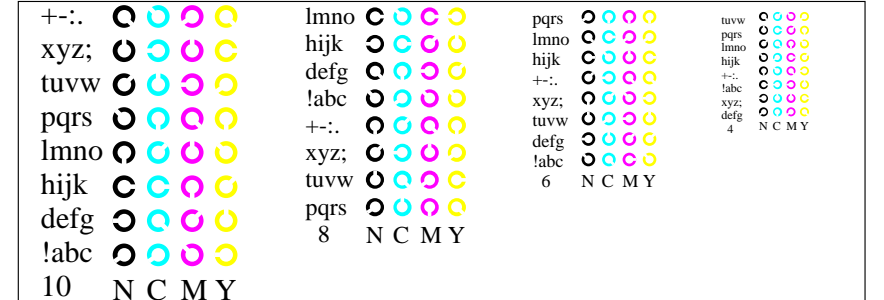 +-:.
xyz;
tuvw
pqrs
lmno
hijk
defg
!abc
10 N C M Y
lmno
hijk
defg
!abc
+-:.
xyz;
tuvw
pqrs
8 N C M Y
pqrs
lmno
hijk
+-:.
xyz;
tuvw
defg
!abc
6 N C M Y
tuvw
pqrs
lmno
hijk
+-:.
!abc
xyz;
defg
4 N C M Y